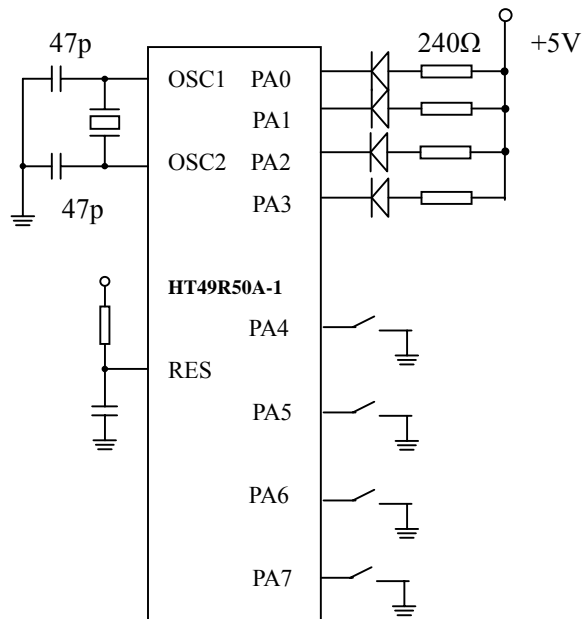 47p
240Ω
+5V
OSC1
PA0
PA1
OSC2
PA2
47p
PA3
HT49R50A-1
PA4
RES
PA5
PA6
PA7